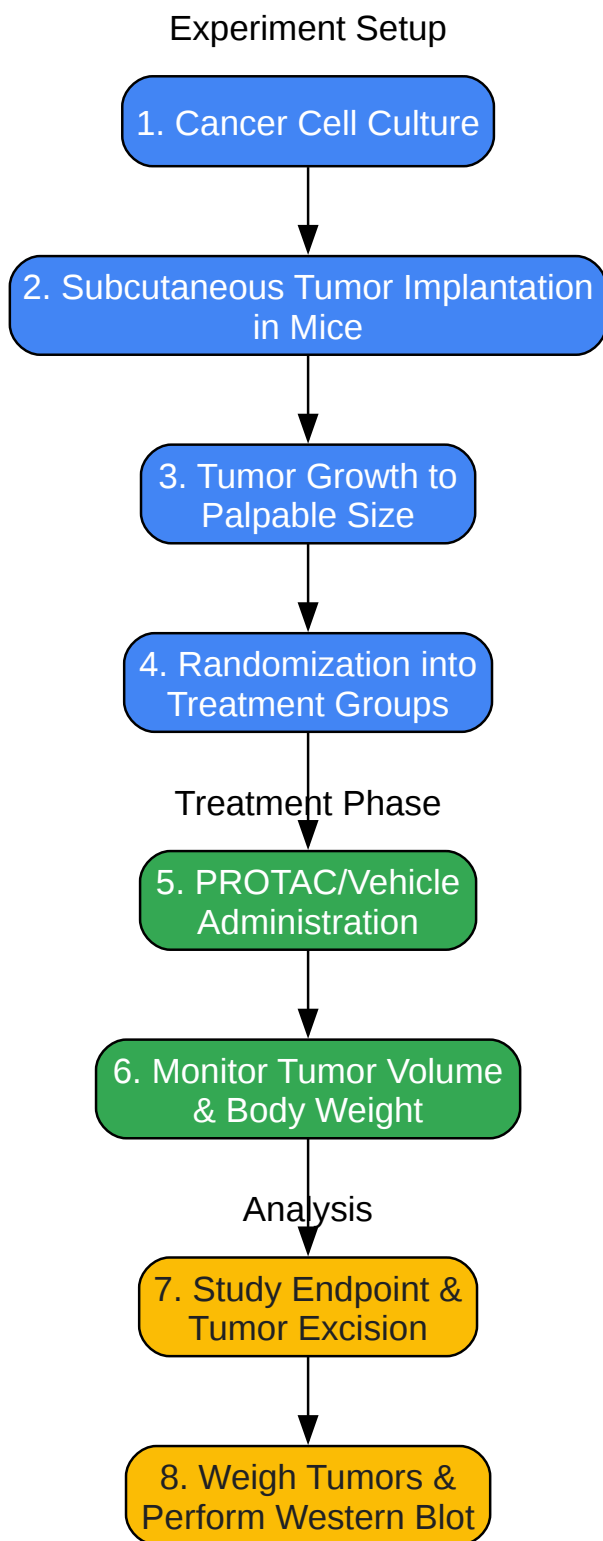 Experiment Setup
1. Cancer Cell Culture
2. Subcutaneous Tumor Implantation
in Mice
3. Tumor Growth to
Palpable Size
4. Randomization into
Treatment Groups
Treatment Phase
5. PROTAC/Vehicle
Administration
6. Monitor Tumor Volume
& Body Weight
Analysis
7. Study Endpoint &
Tumor Excision
8. Weigh Tumors &
Perform Western Blot